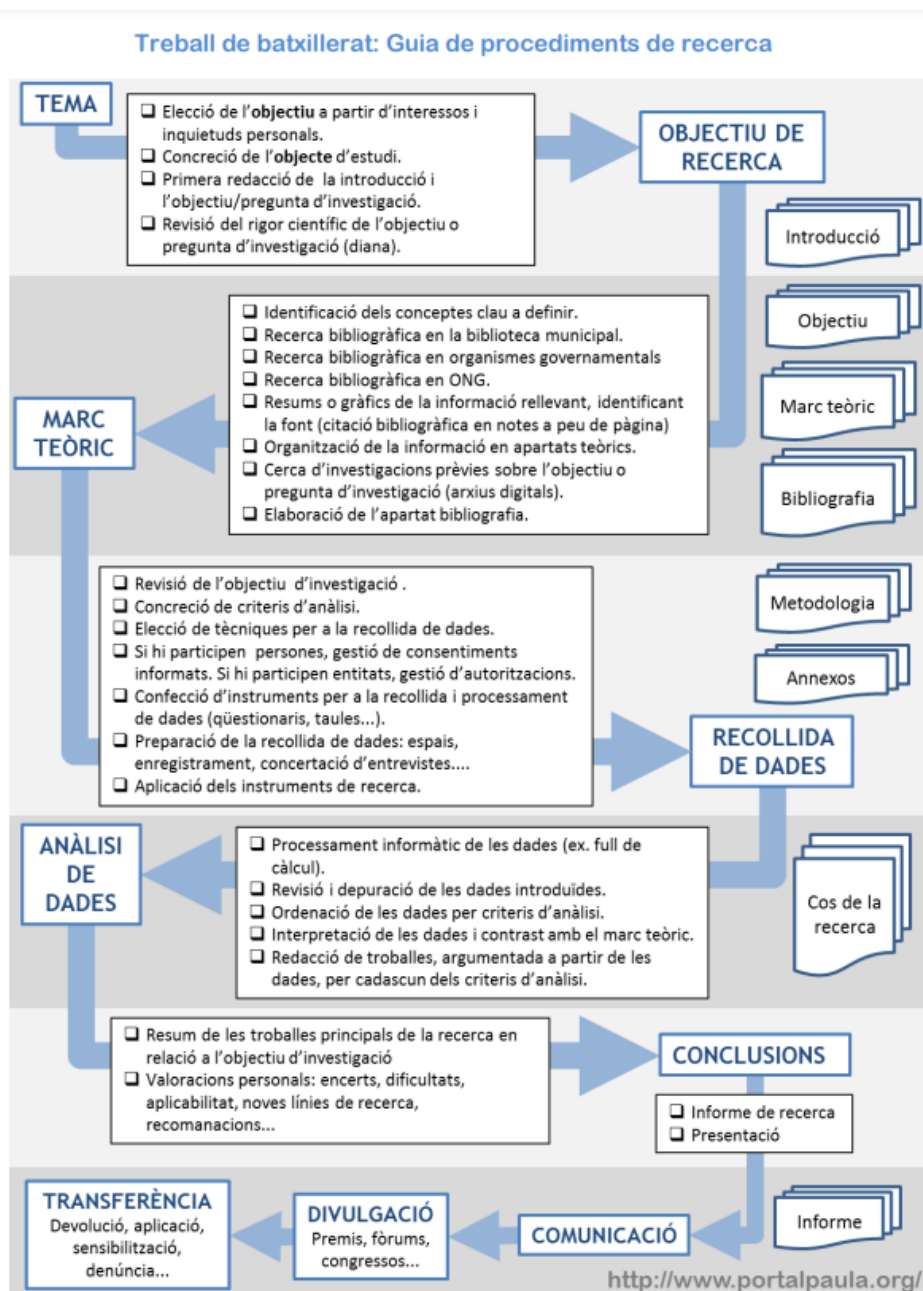 Treball de batxillerat: Guia de procediments de recerca
TEMA
❑ Elecció de l'objectiu a partir d'interessos i
inquietuds personals.
❑ Concreció de l'objecte d'estudi.
❑ Primera redacció de la introducció i
l'objectiu/pregunta d'investigació.
❑ Revisió del rigor científic de l'objectiu o
pregunta d'investigació (diana).
OBJECTIU DE
RECERCA
Introducció
❑ Identificació dels conceptes clau a definir.
❑ Recerca bibliogràfica en la biblioteca municipal.
❑ Recerca bibliogràfica en organismes governamentals
❑ Recerca bibliogràfica en ONG.
❑ Resums o gràfics de la informació rellevant, identificant
la font (citació bibliogràfica en notes a peu de pàgina)
❑ Organització de la informació en apartats teòrics.
❑ Cerca d'investigacions prèvies sobre l'objectiu o
pregunta d'investigació (arxius digitals).
❑ Elaboració de l'apartat bibliografia.
MARC
TEÒRIC
Objectiu
Marc teòric
Bibliografia
❑ Revisió de l'objectiu d'investigació .
❑ Concreció de criteris d'anàlisi.
❑ Elecció de tècniques per a la recollida de dades.
❑ Si hi participen persones, gestió de consentiments
informats. Si hi participen entitats, gestió d'autoritzacions.
❑ Confecció d'instruments per a la recollida i processament
de dades (qüestionaris, taules...).
❑ Preparació de la recollida de dades: espais,
enregistrament, concertació d'entrevistes....
❑ Aplicació dels instruments de recerca.
Metodologia
Annexos
RECOLLIDA
DE DADES
ANÀLISI
DE
DADES
❑ Processament informàtic de les dades (ex. full de
càlcul).
❑ Revisió i depuració de les dades introduïdes.
❑ Ordenació de les dades per criteris d'anàlisi.
❑ Interpretació de les dades i contrast amb el marc teòric.
❑ Redacció de troballes, argumentada a partir de les
dades, per cadascun dels criteris d'anàlisi.
Cos de la
recerca
❑ Resum de les troballes principals de la recerca en
relació a l'objectiu d'investigació
❑ Valoracions personals: encerts, dificultats,
aplicabilitat, noves línies de recerca,
recomanacions...
CONCLUSIONS
❑ Informe de recerca
❑ Presentació
TRANSFERÈNCIA
Devolució, aplicació,
sensibilització,
denúncia...
DIVULGACIÓ
Premis, fòrums,
congressos...
COMUNICACIÓ
Informe
http://www.portalpaula.org/